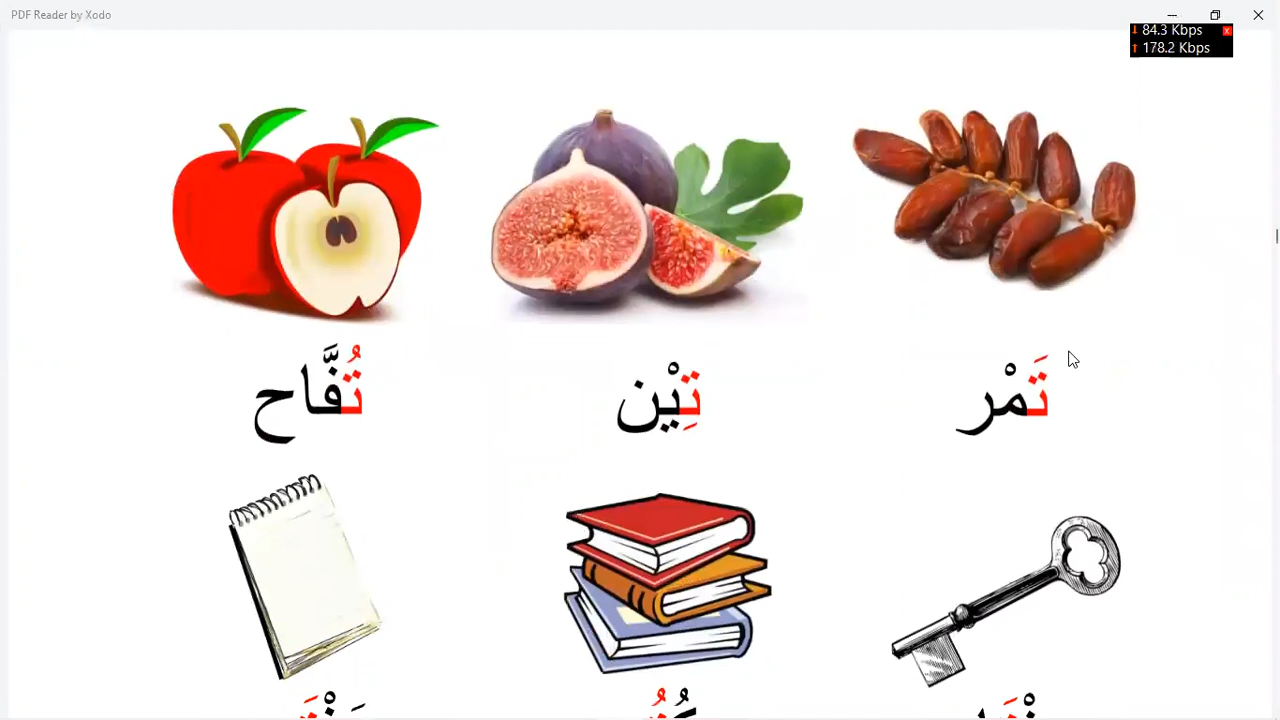 PDF Reader by Xodo
84.3 Kbps
178.2 Kbps
تَمْر تِيْن تُفَّاح